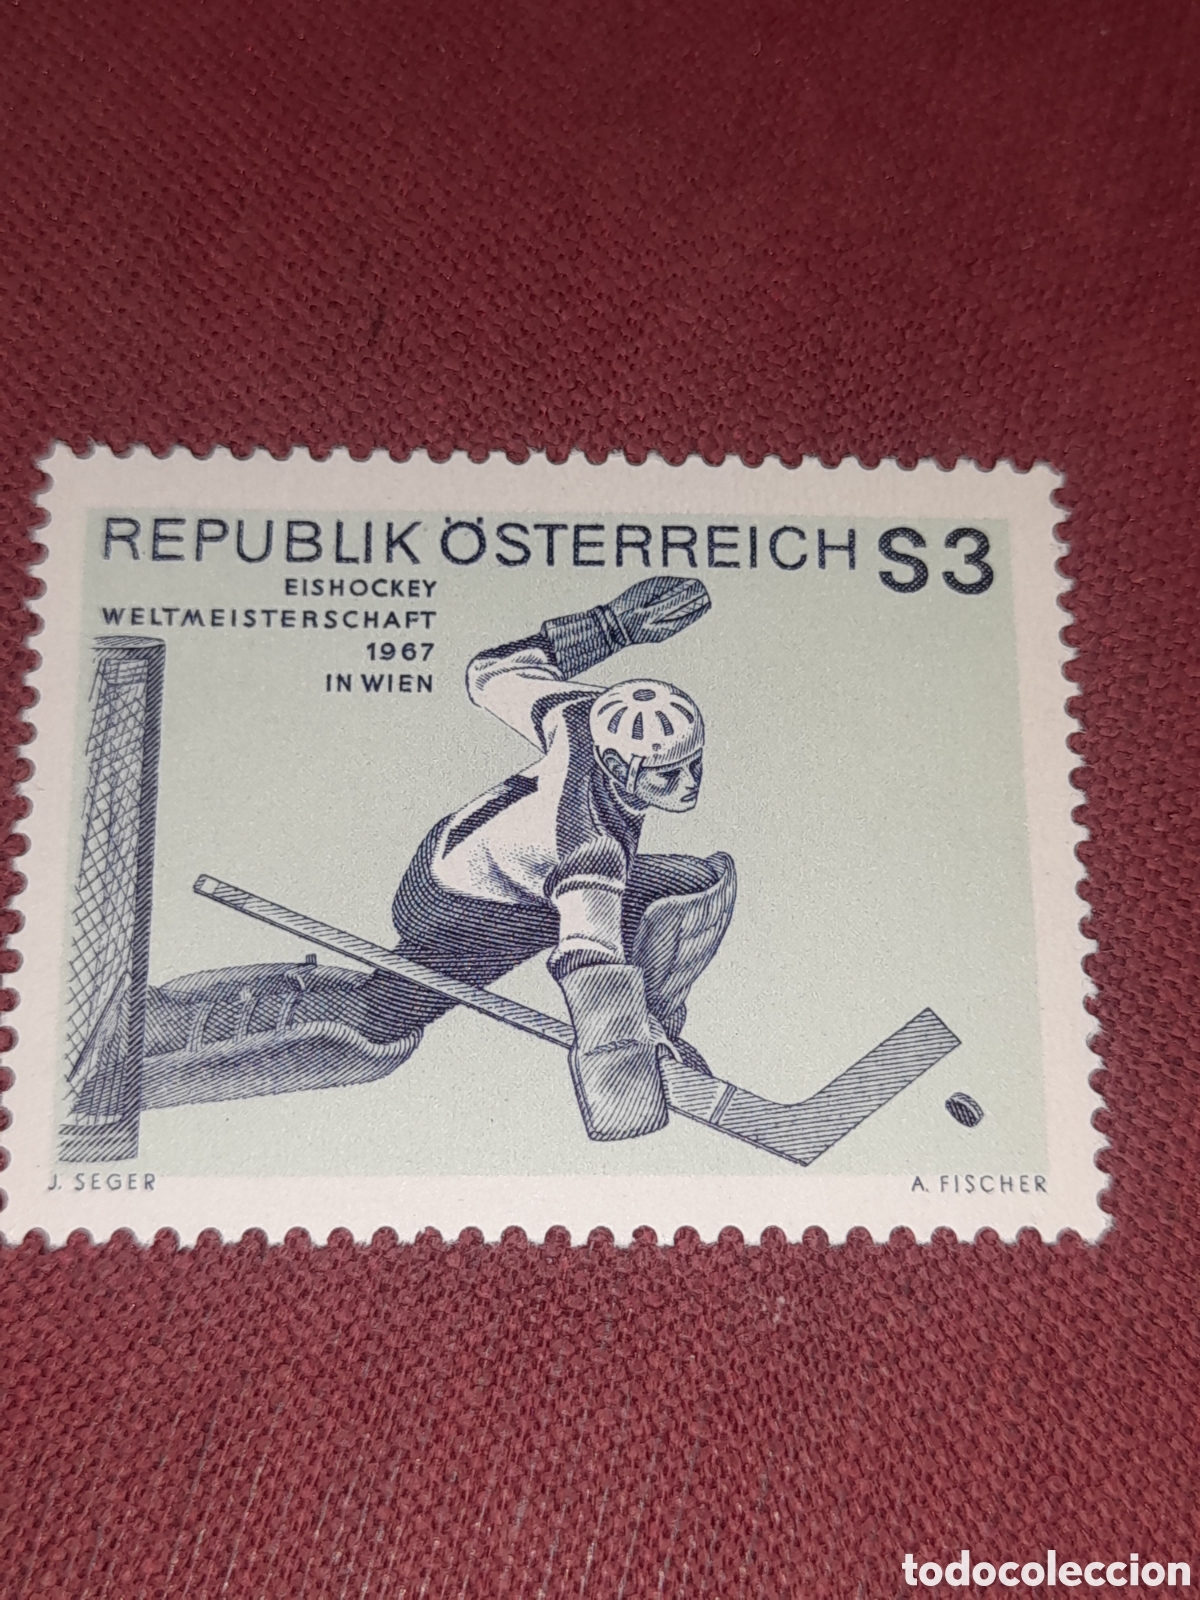 REPUBLIK ÖSTERREICH S3
EISHOCKEY
WELTMEISTERSCHAFT
1967
IN WIEN
J. SEGER
A. FISCHER
todocoleccion